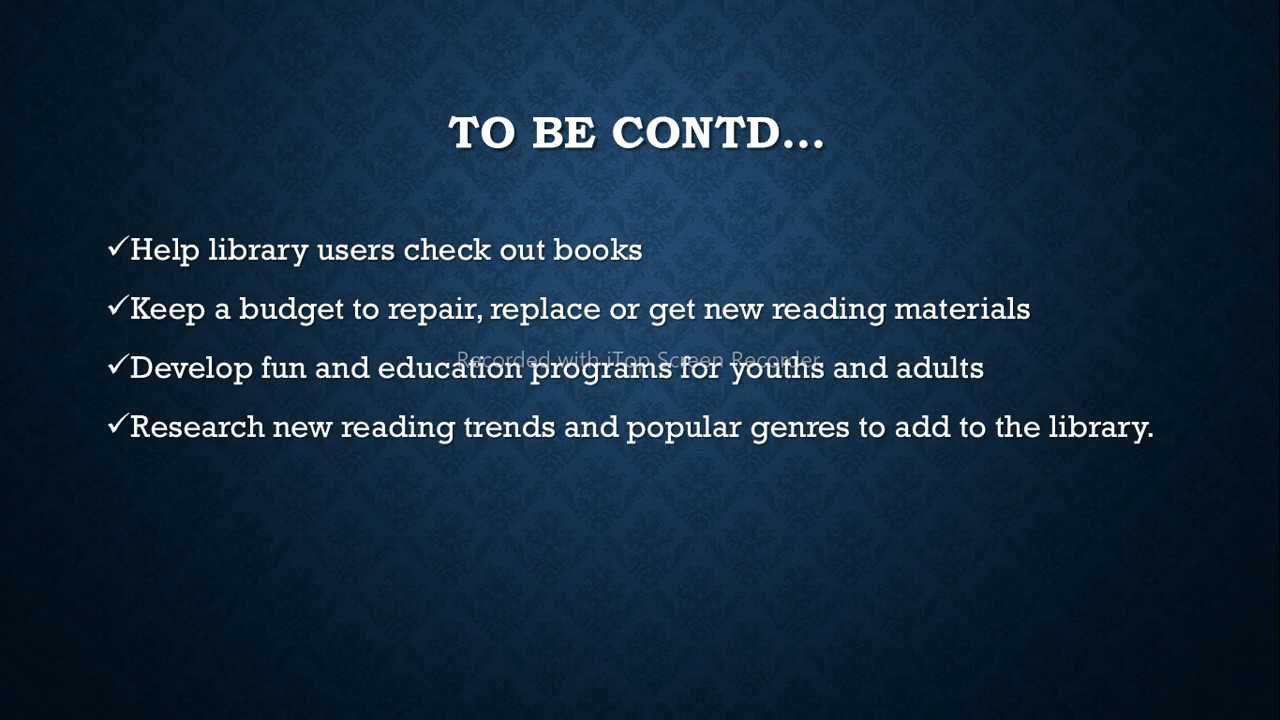 TO BE CONTD...
✓Help library users check out books
✓Keep a budget to repair, replace or get new reading materials
Recorded with iTop Screen Recorder
✓Develop fun and education programs for youths and adults
✓Research new reading trends and popular genres to add to the library.